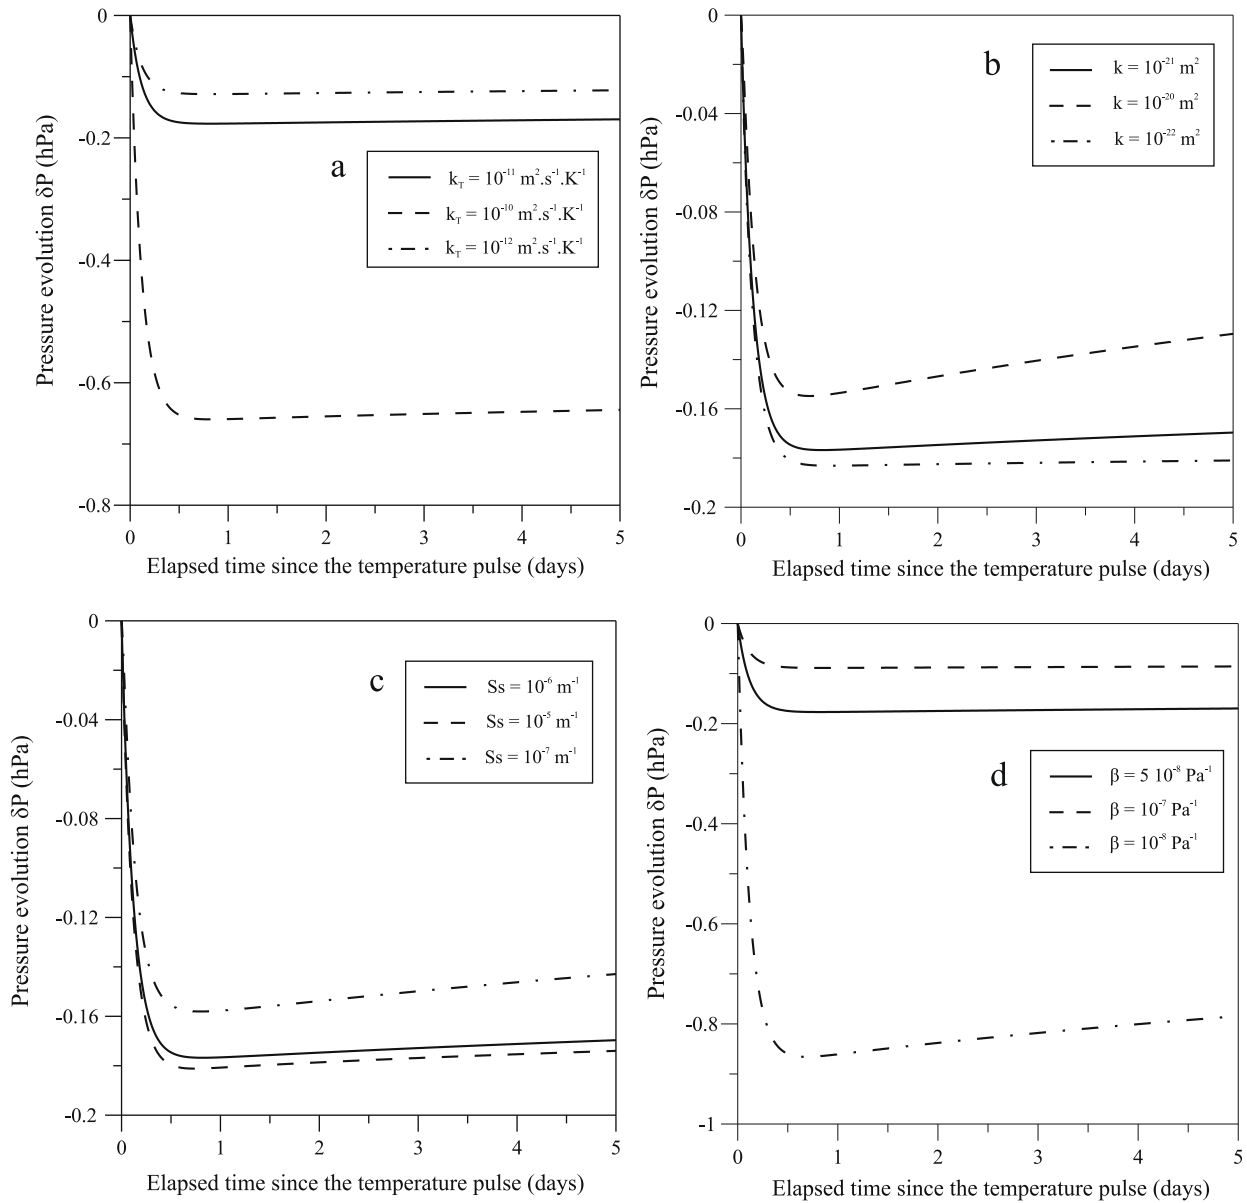 0
-0.2
-0.4
-0.6
-0.8
Pressure evolution δP (hPa)
a
k_T = 10⁻¹¹ m².s⁻¹.K⁻¹
k_T = 10⁻¹⁰ m².s⁻¹.K⁻¹
k_T = 10⁻¹² m².s⁻¹.K⁻¹
0 1 2 3 4 5
Elapsed time since the temperature pulse (days)
0
-0.04
-0.08
-0.12
-0.16
-0.2
Pressure evolution δP (hPa)
b
k = 10⁻²¹ m²
k = 10⁻²⁰ m²
k = 10⁻²² m²
0 1 2 3 4 5
Elapsed time since the temperature pulse (days)
0
-0.04
-0.08
-0.12
-0.16
-0.2
Pressure evolution δP (hPa)
c
Ss = 10⁻⁶ m⁻¹
Ss = 10⁻⁵ m⁻¹
Ss = 10⁻⁷ m⁻¹
0 1 2 3 4 5
Elapsed time since the temperature pulse (days)
0
-0.2
-0.4
-0.6
-0.8
-1
Pressure evolution δP (hPa)
d
β = 5 10⁻⁸ Pa⁻¹
β = 10⁻⁷ Pa⁻¹
β = 10⁻⁸ Pa⁻¹
0 1 2 3 4 5
Elapsed time since the temperature pulse (days)